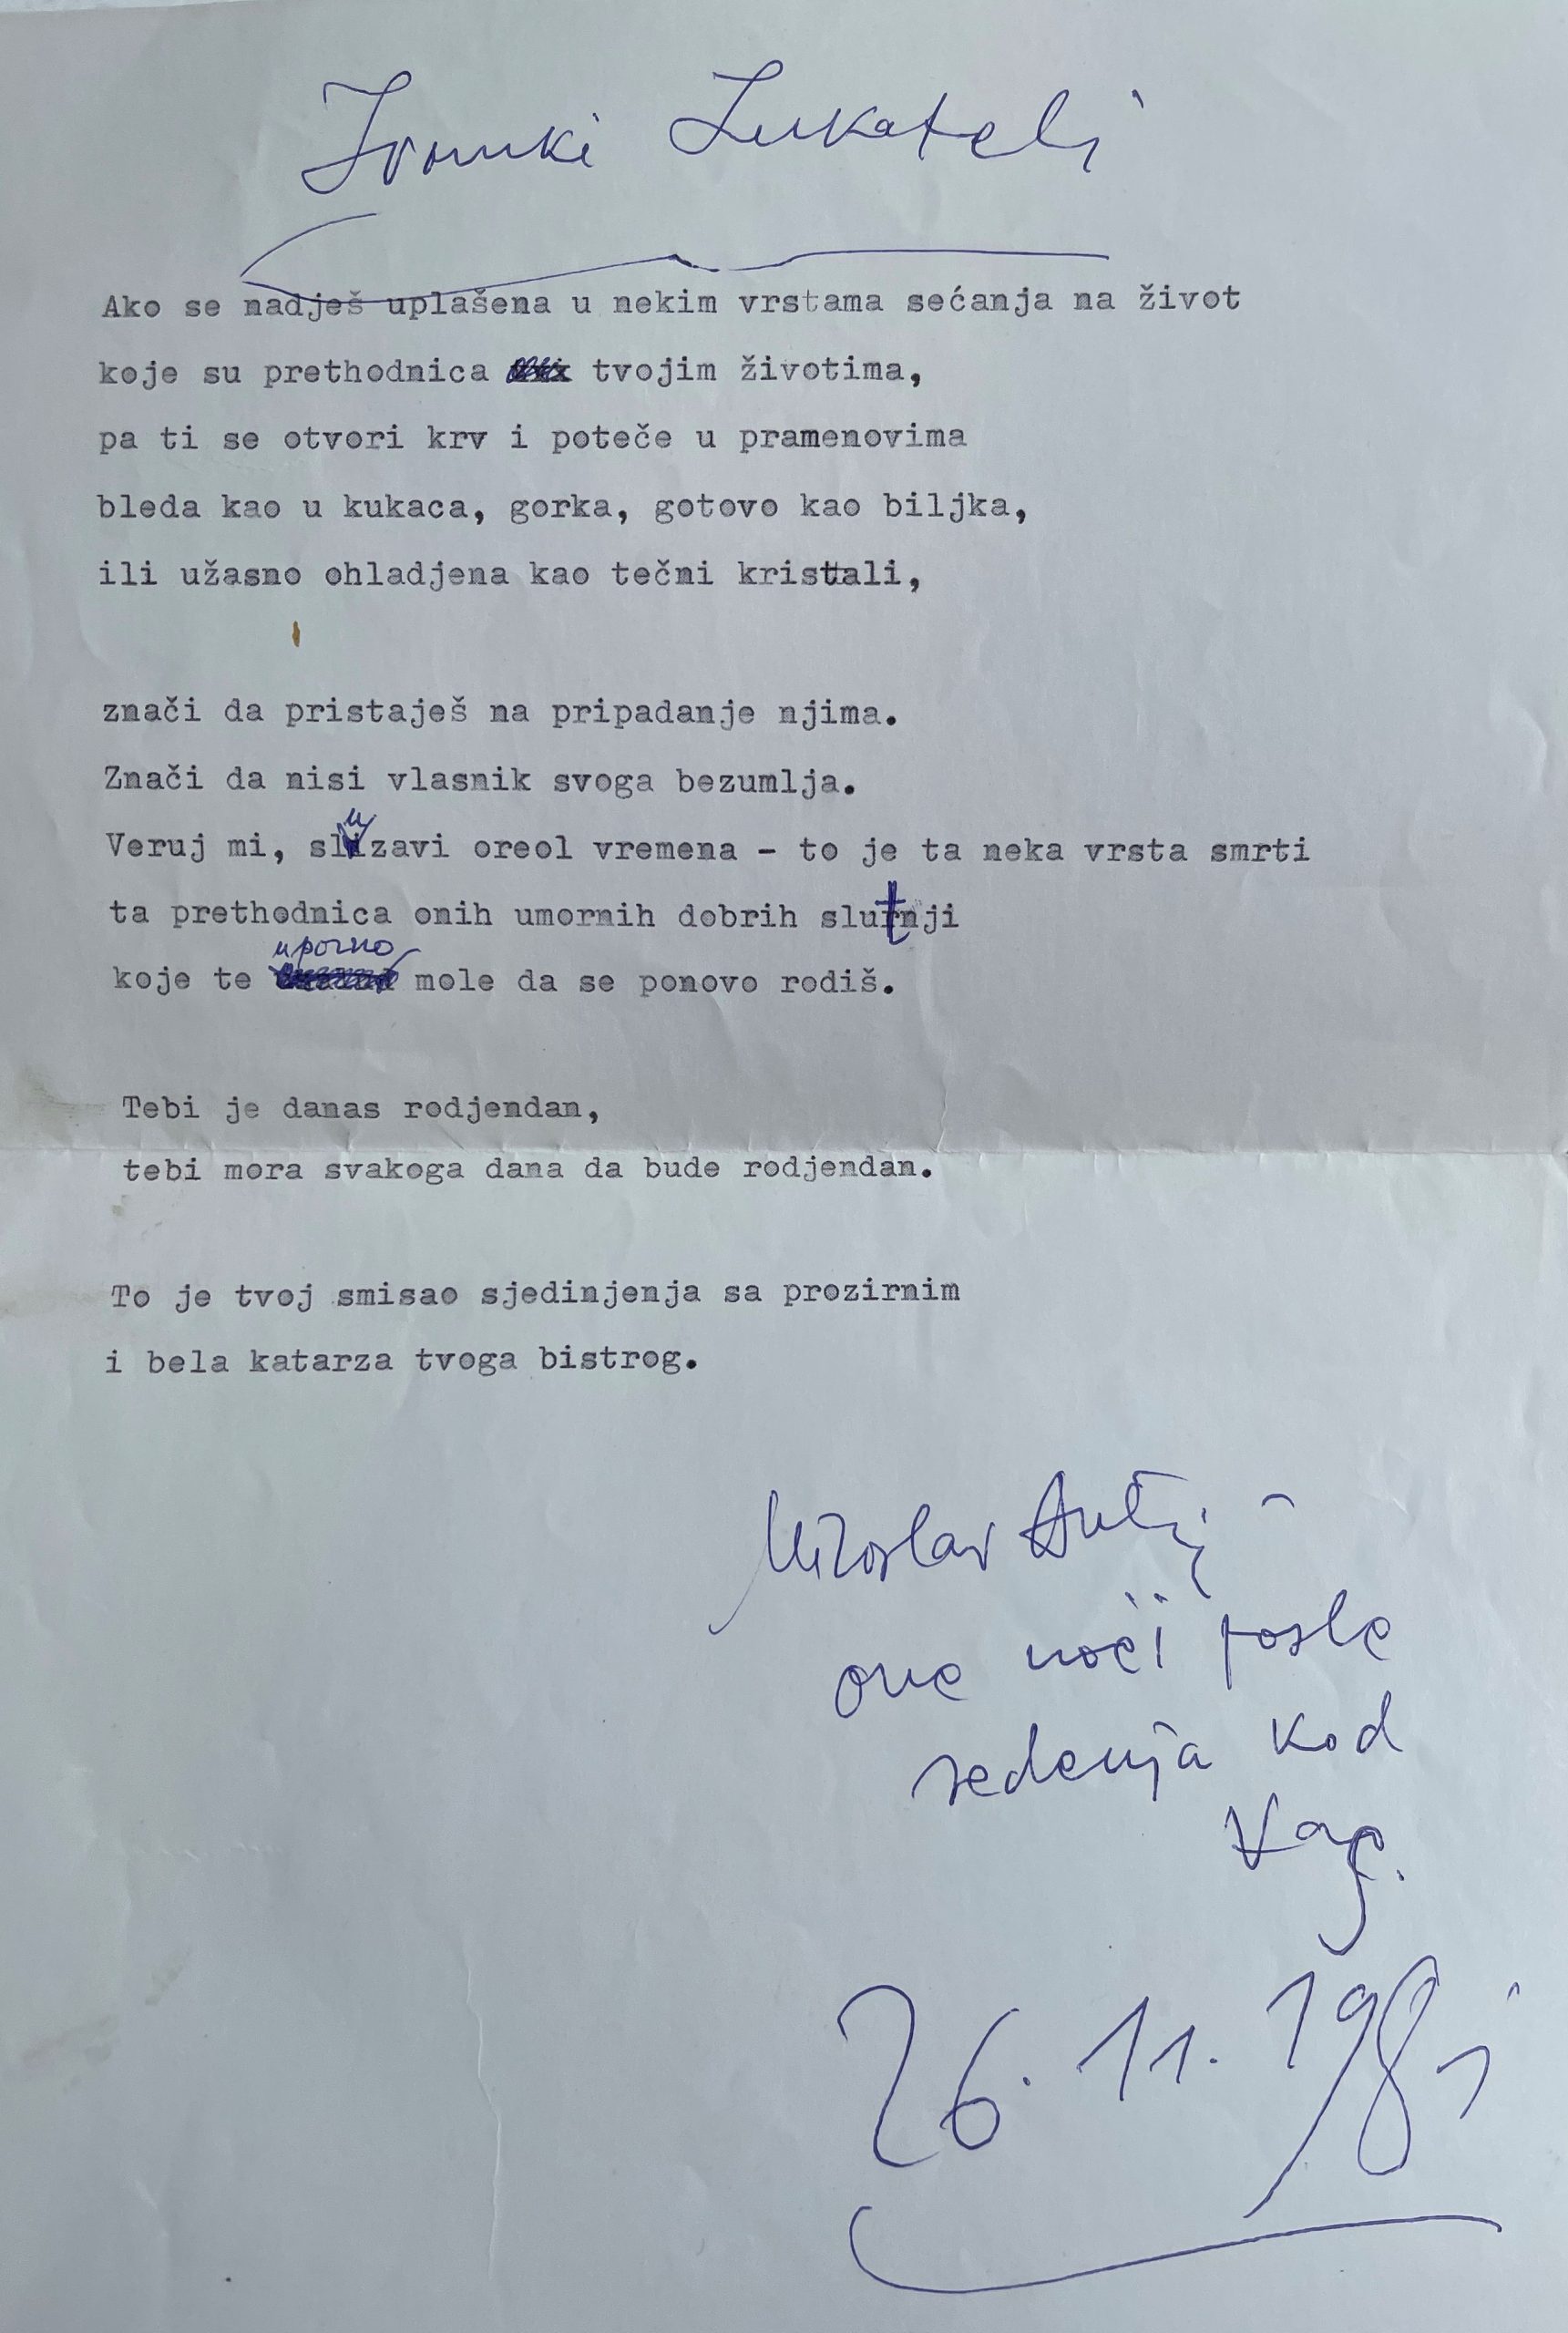 Ivanki Lukateli
Ako se nadješ uplašena u nekim vrstama sećanja na život
koje su prethodnica tvojim životima,
pa ti se otvori krv i poteče u pramenovima
bleda kao u kukaca, gorka, gotovo kao biljka,
ili užasno ohladjena kao tečni kristali,
znači da pristaješ na pripadanje njima.
Znači da nisi vlasnik svoga bezumlja.
Veruj mi, sluzavi oreol vremena - to je ta neka vrsta smrti
ta prethodnica onih umornih dobrih slutnji
koje te uporno mole da se ponovo rodiš.
Tebi je danas rodjendan,
tebi mora svakoga dana da bude rodjendan.
To je tvoj smisao sjedinjenja sa prozirnim
i bela katarza tvoga bistrog.
Miroslav Antić
one noći posle
sedenja kod
26. 11. 1981